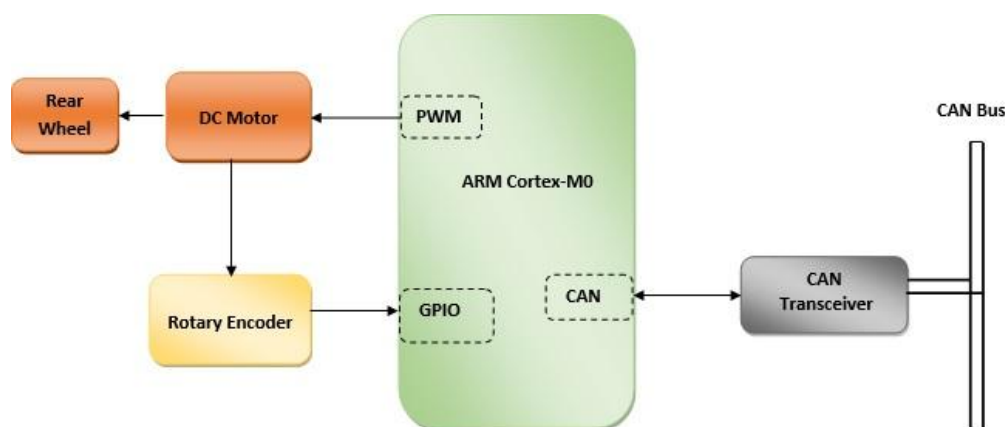 Rear
Wheel
DC Motor
PWM
CAN Bus
ARM Cortex-M0
CAN
Transceiver
Rotary Encoder
GPIO
CAN